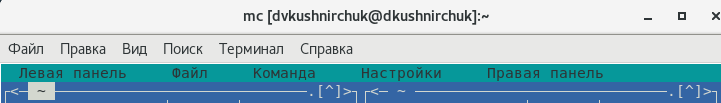 mc [dvkushnirchuk@dkushnirchuk]:~
Файл Правка Вид Поиск Терминал Справка
Левая панель Файл Команда Настройки Правая панель
<─ ~ ─.[^]> <─ ~ ─.[^]>